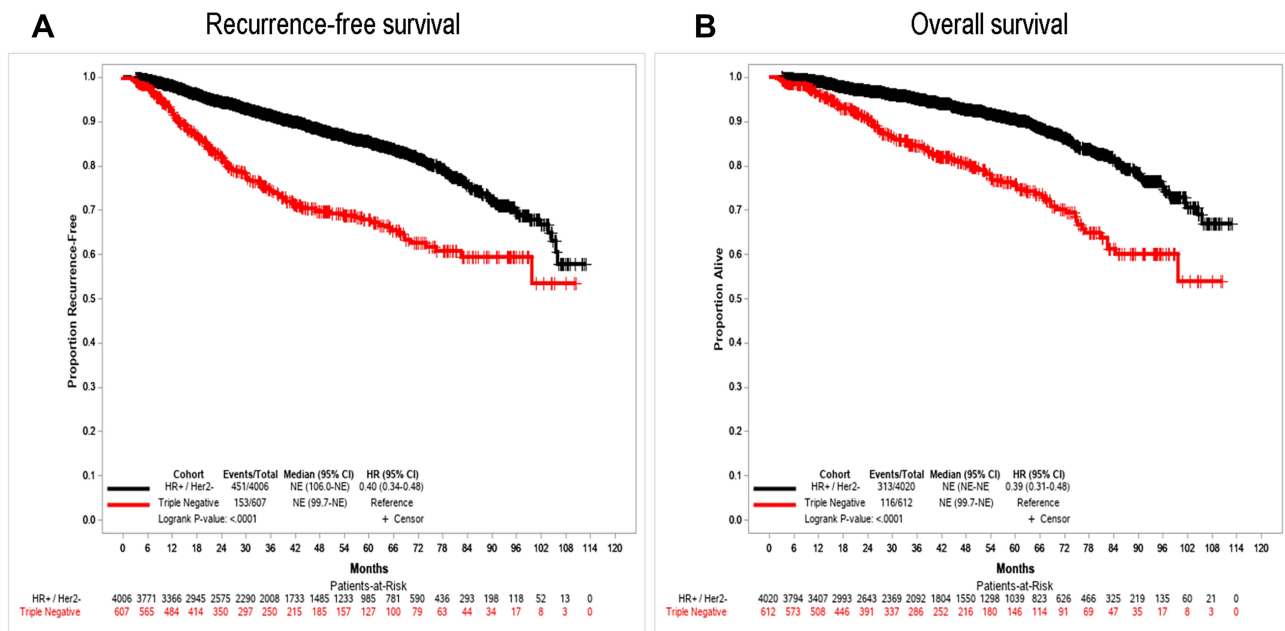 A Recurrence-free survival
Proportion Recurrence-Free
1.0
0.9
0.8
0.7
0.6
0.5
0.4
0.3
0.2
0.1
0.0
Cohort Events/Total Median (95% CI) HR (95% CI)
HR+ / Her2- 451/4006 NE (106.0-NE) 0.40 (0.34-0.48)
Triple Negative 153/607 NE (99.7-NE) Reference
Logrank P-value: <.0001 + Censor
0 6 12 18 24 30 36 42 48 54 60 66 72 78 84 90 96 102 108 114 120
Months
Patients-at-Risk
HR+ / Her2- 4006 3771 3366 2945 2575 2290 2008 1733 1485 1233 985 781 590 436 293 198 118 52 13 0
Triple Negative 607 565 484 414 350 297 250 215 185 157 127 100 79 63 44 34 17 8 3 0
B Overall survival
Proportion Alive
1.0
0.9
0.8
0.7
0.6
0.5
0.4
0.3
0.2
0.1
0.0
Cohort Events/Total Median (95% CI) HR (95% CI)
HR+ / Her2- 313/4020 NE (NE-NE 0.39 (0.31-0.48)
Triple Negative 116/612 NE (99.7-NE) Reference
Logrank P-value: <.0001 + Censor
0 6 12 18 24 30 36 42 48 54 60 66 72 78 84 90 96 102 108 114 120
Months
Patients-at-Risk
HR+ / Her2- 4020 3794 3407 2993 2643 2369 2092 1804 1550 1298 1039 823 626 466 325 219 135 60 21 0
Triple Negative 612 573 508 446 391 337 286 252 216 180 146 114 91 69 47 35 17 8 3 0